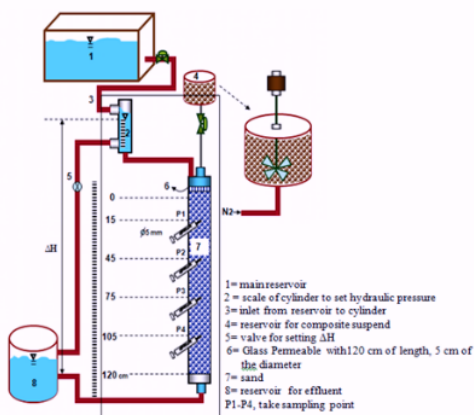 1
4
3
2
5
6
0
P1
15
Ø5mm
7
P2
45
ΔH
P3
75
P4
105
120 cm
8
N2
1= main reservoir
2 = scale of cylinder to set hydraulic pressure
3= inlet from reservoir to cylinder
4= reservoir for composite suspend
5= valve for setting ΔH
6= Glass Permeable with120 cm of length, 5 cm of
the diameter
7= sand
8= reservoir for effluent
P1-P4, take sampling point